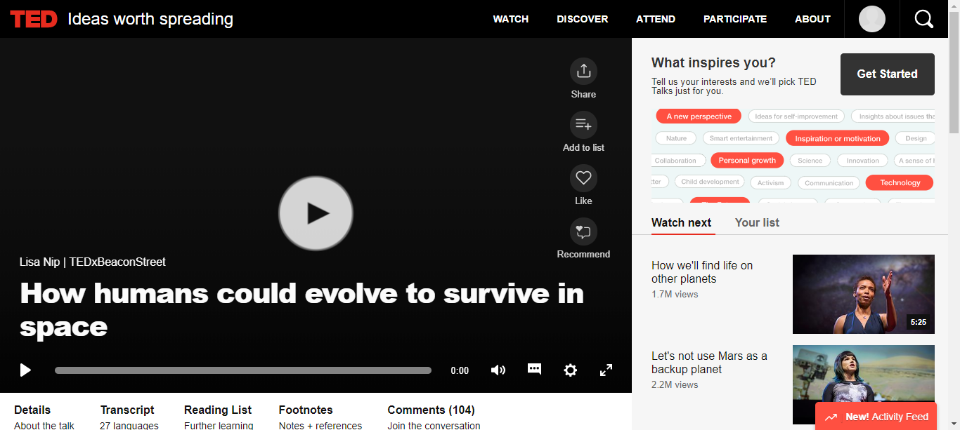 TED Ideas worth spreading
WATCH DISCOVER ATTEND PARTICIPATE ABOUT
Share
Add to list
Like
Recommend
Lisa Nip | TEDxBeaconStreet
How humans could evolve to survive in
space
0:00
Details
About the talk
Transcript
27 languages
Reading List
Further learning
Footnotes
Notes + references
Comments (104)
Join the conversation
What inspires you?
Tell us your interests and we'll pick TED
Talks just for you.
Get Started
A new perspective Ideas for self-improvement Insights about issues
Nature Smart entertainment Inspiration or motivation Design
Collaboration Personal growth Science Innovation A sense of
Child development Activism Communication Technology
Watch next Your list
How we'll find life on
other planets
1.7M views
5:25
Let's not use Mars as a
backup planet
2.2M views
New! Activity Feed